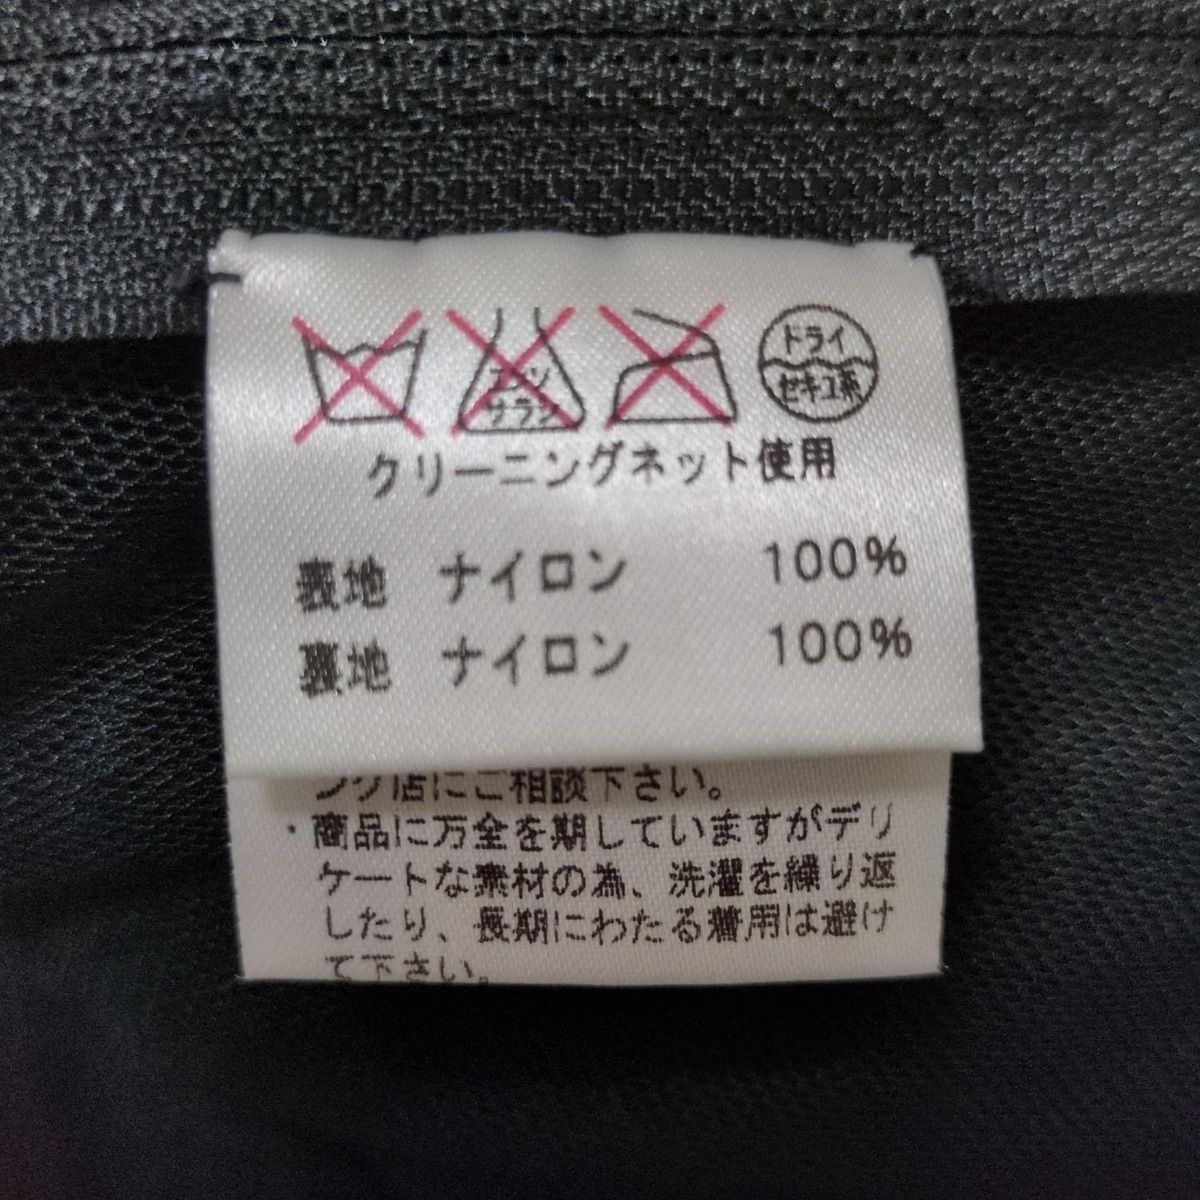 エンソ
サラシ
ドライ
セキユ系
クリーニングネット使用
表地 ナイロン 100%
裏地 ナイロン 100%
ング店にご相談下さい。
・商品に万全を期していますがデリ
ケートな素材の為、洗濯を繰り返
したり、長期にわたる着用は避け
て下さい。